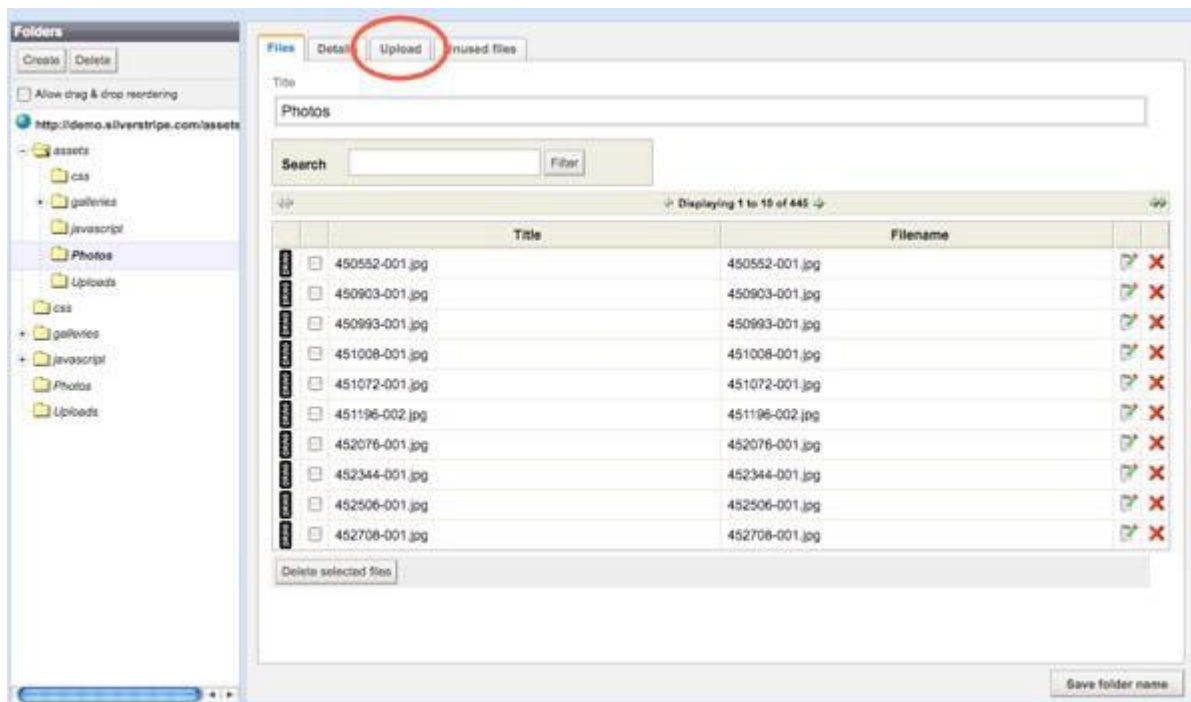 Folders
Create Delete
Allow drag & drop reordering
http://demo.silverstripe.com/assets
assets
css
galleries
javascript
Photos
Uploads
css
galleries
javascript
Photos
Uploads
Files Details Upload Unused files
Title
Photos
Search Filter
Displaying 1 to 10 of 445
Title Filename
450552-001.jpg 450552-001.jpg
450903-001.jpg 450903-001.jpg
450993-001.jpg 450993-001.jpg
451008-001.jpg 451008-001.jpg
451072-001.jpg 451072-001.jpg
451196-002.jpg 451196-002.jpg
452076-001.jpg 452076-001.jpg
452344-001.jpg 452344-001.jpg
452506-001.jpg 452506-001.jpg
452708-001.jpg 452708-001.jpg
Delete selected files
Save folder name